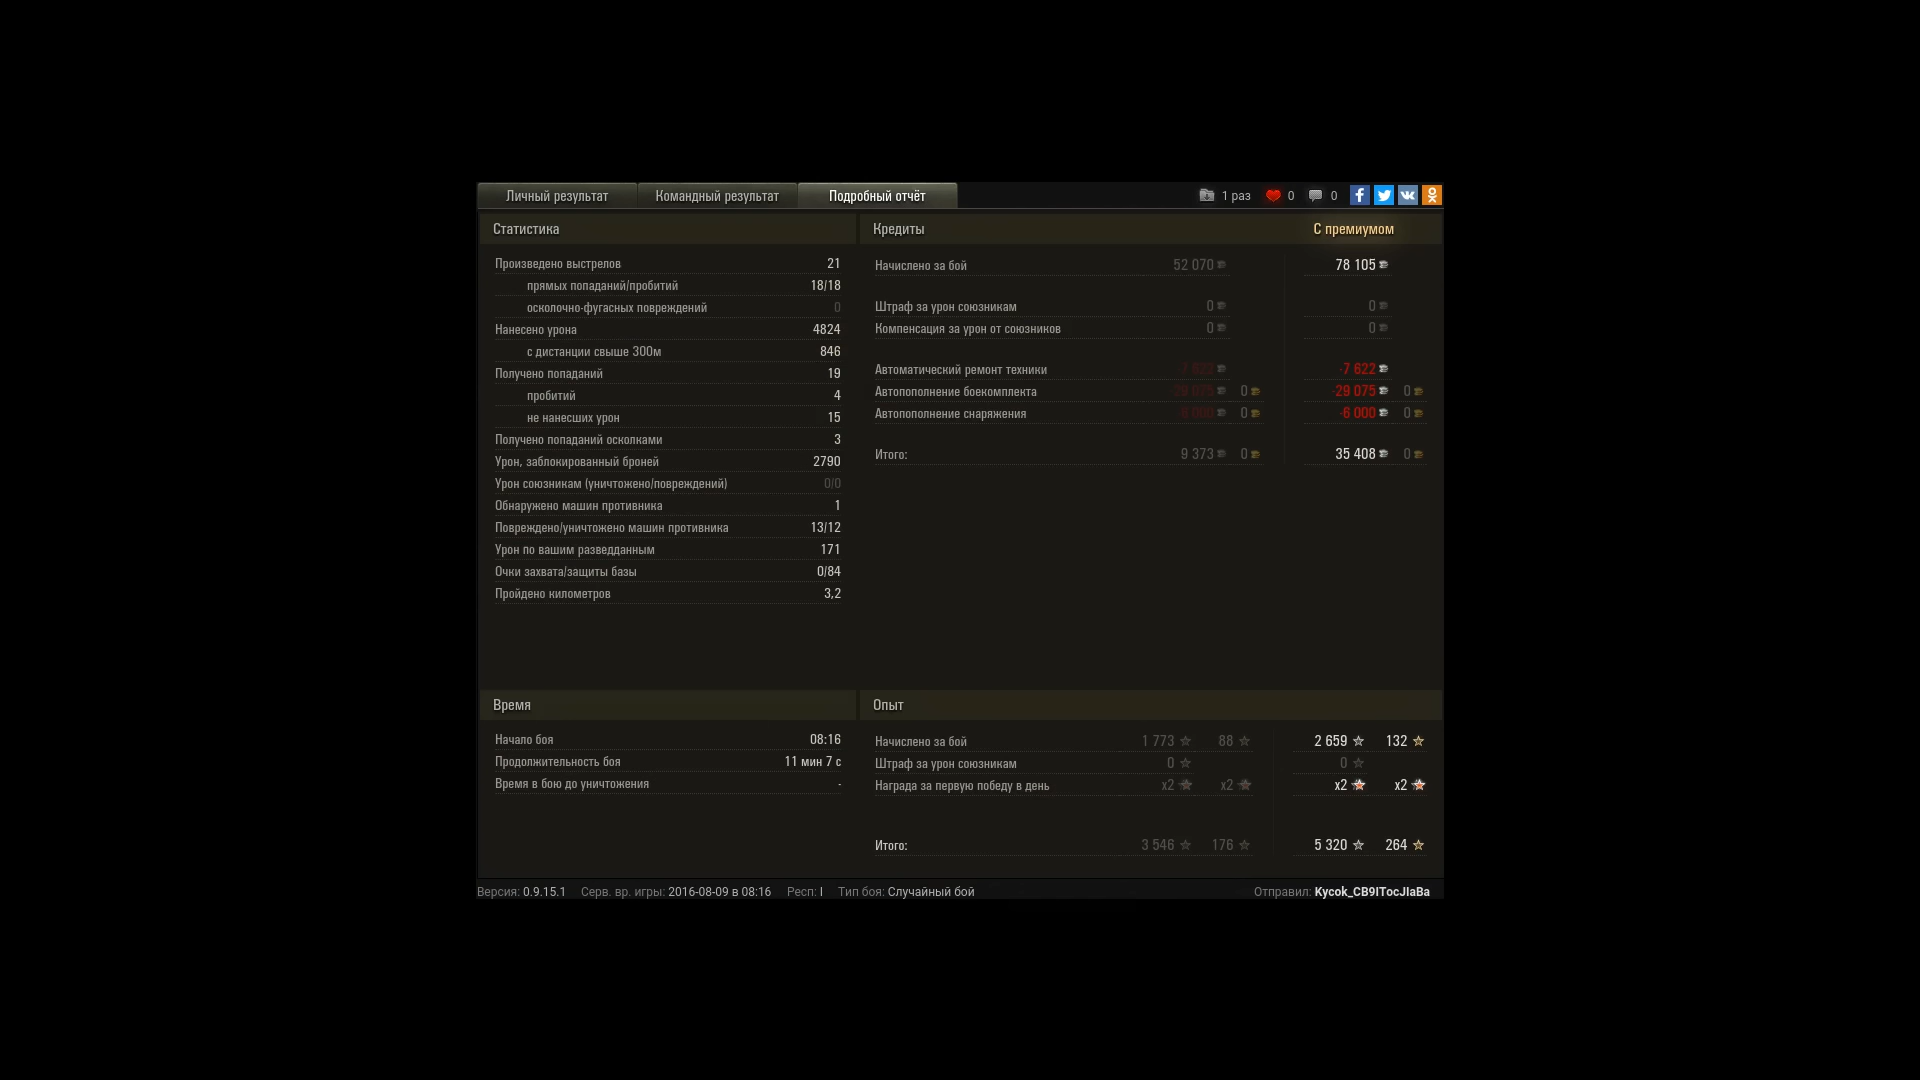 Личный результат Командный результат Подробный отчёт 1 раз 0 0
Статистика
Произведено выстрелов 21
прямых попаданий/пробитий 18/18
осколочно-фугасных повреждений 0
Нанесено урона 4824
с дистанции свыше 300м 846
Получено попаданий 19
пробитий 4
не нанесших урон 15
Получено попаданий осколками 3
Урон, заблокированный броней 2790
Урон союзникам (уничтожено/повреждений) 0/0
Обнаружено машин противника 1
Повреждено/уничтожено машин противника 13/12
Урон по вашим разведданным 171
Очки захвата/защиты базы 0/84
Пройдено километров 3,2
Кредиты С премиумом
Начислено за бой 52 070 78 105
Штраф за урон союзникам 0 0
Компенсация за урон от союзников 0 0
Автоматический ремонт техники -7 622 -7 622
Автопополнение боекомплекта -29 075 0 -29 075 0
Автопополнение снаряжения -6 000 0 -6 000 0
Итого: 9 373 0 35 408 0
Время
Начало боя 08:16
Продолжительность боя 11 мин 7 с
Время в бою до уничтожения -
Опыт
Начислено за бой 1 773 88 2 659 132
Штраф за урон союзникам 0 0
Награда за первую победу в день x2 x2 x2 x2
Итого: 3 546 176 5 320 264
Версия: 0.9.15.1 Серв. вр. игры: 2016-08-09 в 08:16 Респ: I Тип боя: Случайный бой Отправил: Kycok_CB9ITocJIaBa